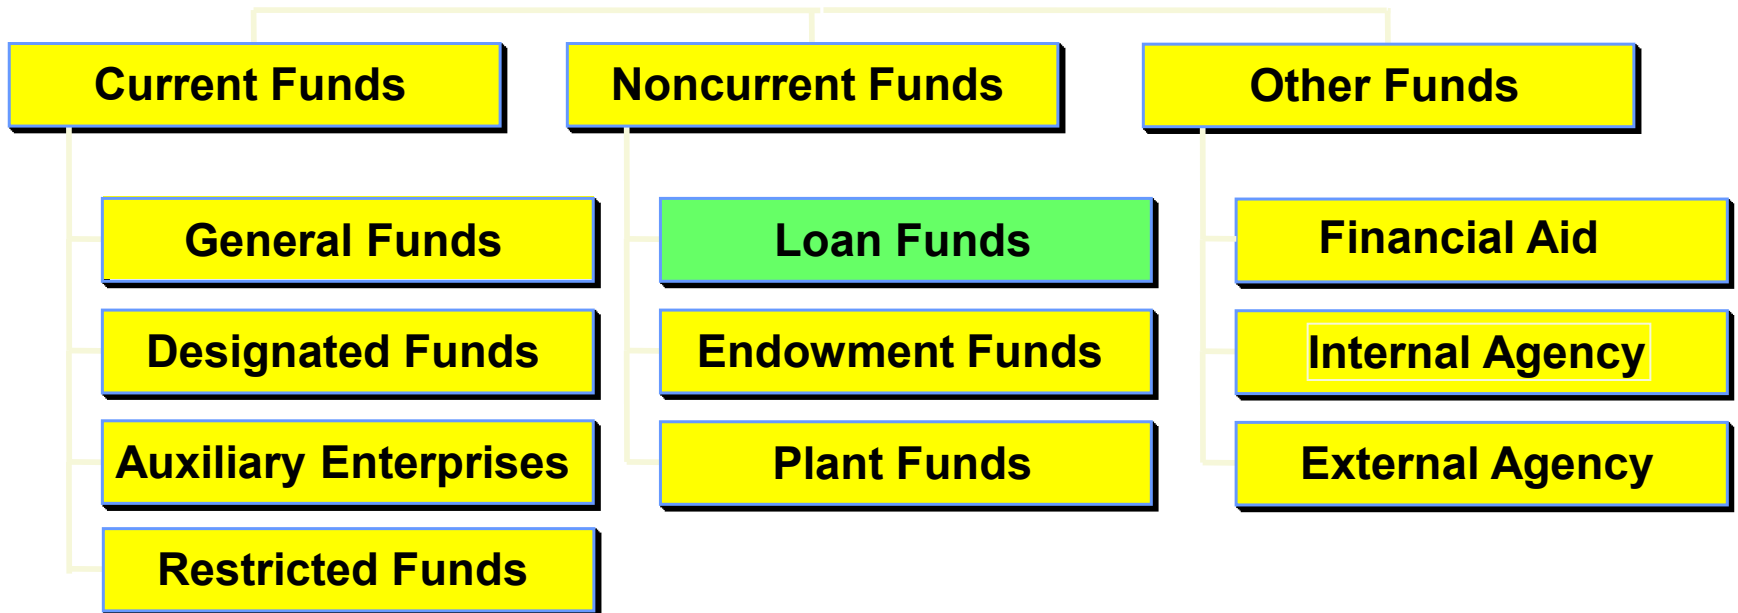 Current Funds
General Funds
Designated Funds
Auxiliary Enterprises
Restricted Funds
Noncurrent Funds
Loan Funds
Endowment Funds
Plant Funds
Other Funds
Financial Aid
Internal Agency
External Agency